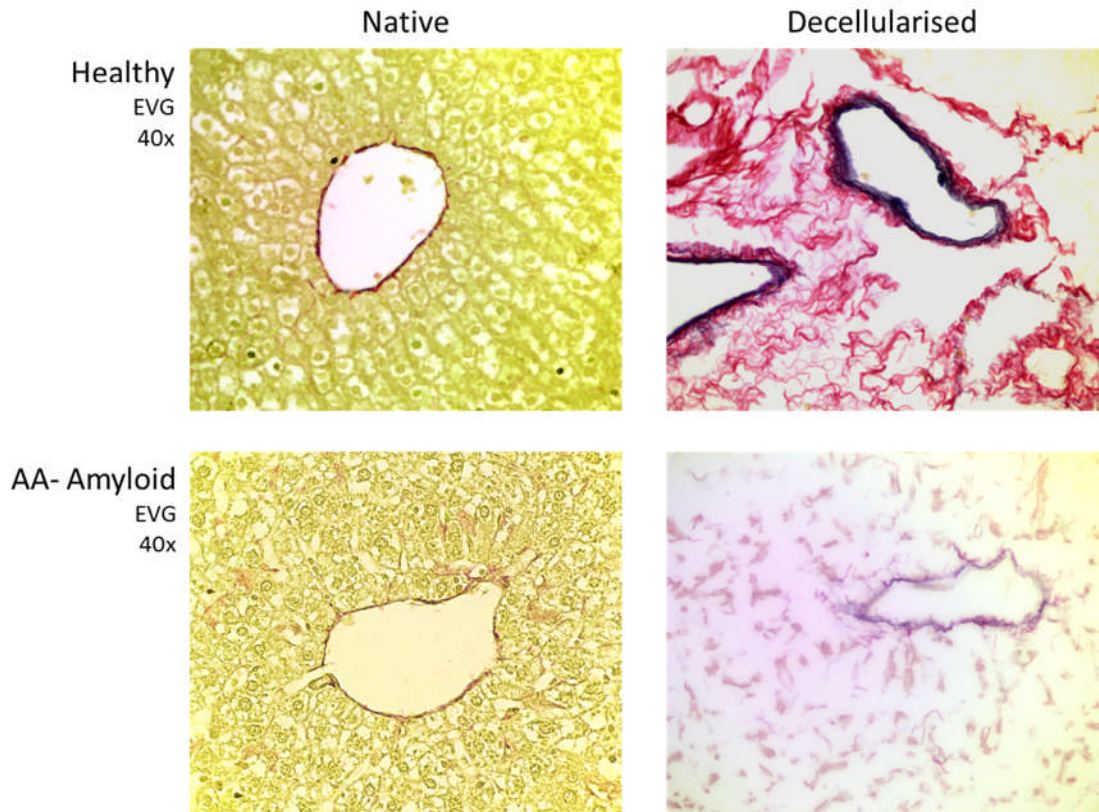 Native
Decellularised
Healthy
EVG
40x
AA- Amyloid
EVG
40x